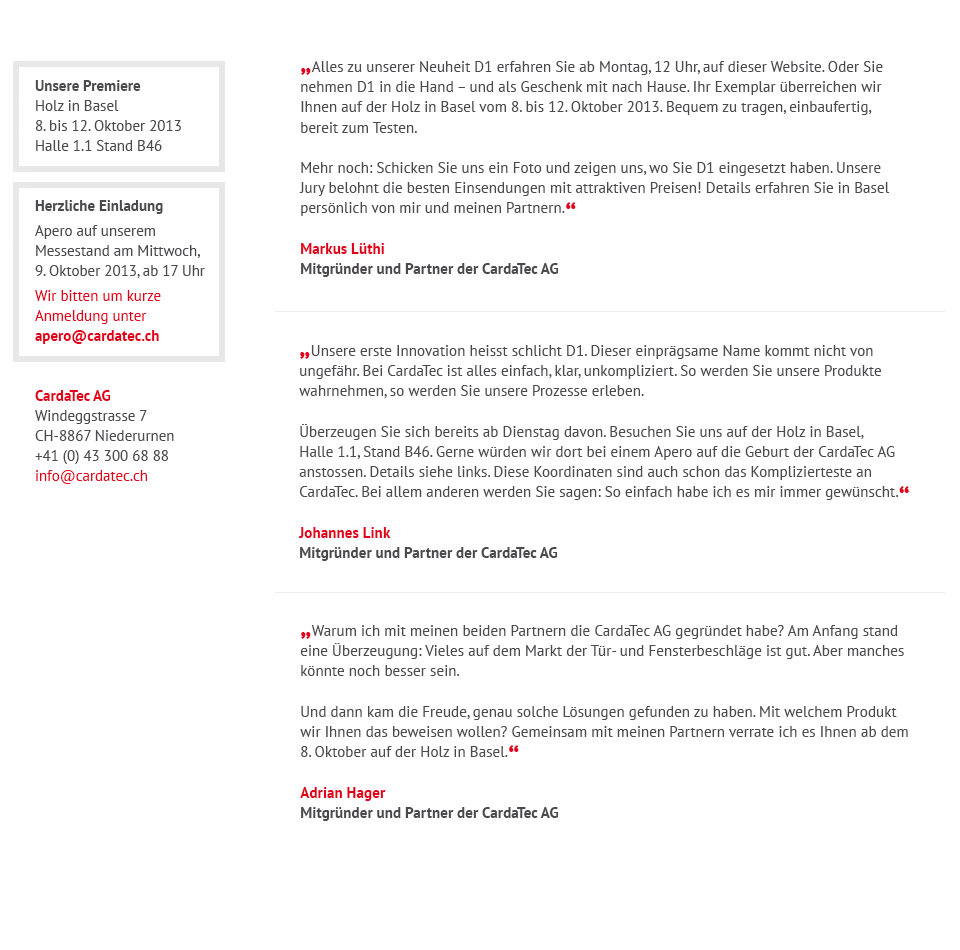 Unsere Premiere
Holz in Basel
8. bis 12. Oktober 2013
Halle 1.1 Stand B46
Herzliche Einladung
Apero auf unserem
Messestand am Mittwoch,
9. Oktober 2013, ab 17 Uhr
Wir bitten um kurze
Anmeldung unter
apero@cardatec.ch
CardaTec AG
Windeggstrasse 7
CH-8867 Niederurnen
+41 (0) 43 300 68 88
info@cardatec.ch
„Alles zu unserer Neuheit D1 erfahren Sie ab Montag, 12 Uhr, auf dieser Website. Oder Sie
nehmen D1 in die Hand – und als Geschenk mit nach Hause. Ihr Exemplar überreichen wir
Ihnen auf der Holz in Basel vom 8. bis 12. Oktober 2013. Bequem zu tragen, einbaufertig,
bereit zum Testen.
Mehr noch: Schicken Sie uns ein Foto und zeigen uns, wo Sie D1 eingesetzt haben. Unsere
Jury belohnt die besten Einsendungen mit attraktiven Preisen! Details erfahren Sie in Basel
persönlich von mir und meinen Partnern.“
Markus Lüthi
Mitgründer und Partner der CardaTec AG
„Unsere erste Innovation heisst schlicht D1. Dieser einprägsame Name kommt nicht von
ungefähr. Bei CardaTec ist alles einfach, klar, unkompliziert. So werden Sie unsere Produkte
wahrnehmen, so werden Sie unsere Prozesse erleben.
Überzeugen Sie sich bereits ab Dienstag davon. Besuchen Sie uns auf der Holz in Basel,
Halle 1.1, Stand B46. Gerne würden wir dort bei einem Apero auf die Geburt der CardaTec AG
anstossen. Details siehe links. Diese Koordinaten sind auch schon das Komplizierteste an
CardaTec. Bei allem anderen werden Sie sagen: So einfach habe ich es mir immer gewünscht.“
Johannes Link
Mitgründer und Partner der CardaTec AG
„Warum ich mit meinen beiden Partnern die CardaTec AG gegründet habe? Am Anfang stand
eine Überzeugung: Vieles auf dem Markt der Tür- und Fensterbeschläge ist gut. Aber manches
könnte noch besser sein.
Und dann kam die Freude, genau solche Lösungen gefunden zu haben. Mit welchem Produkt
wir Ihnen das beweisen wollen? Gemeinsam mit meinen Partnern verrate ich es Ihnen ab dem
8. Oktober auf der Holz in Basel.“
Adrian Hager
Mitgründer und Partner der CardaTec AG